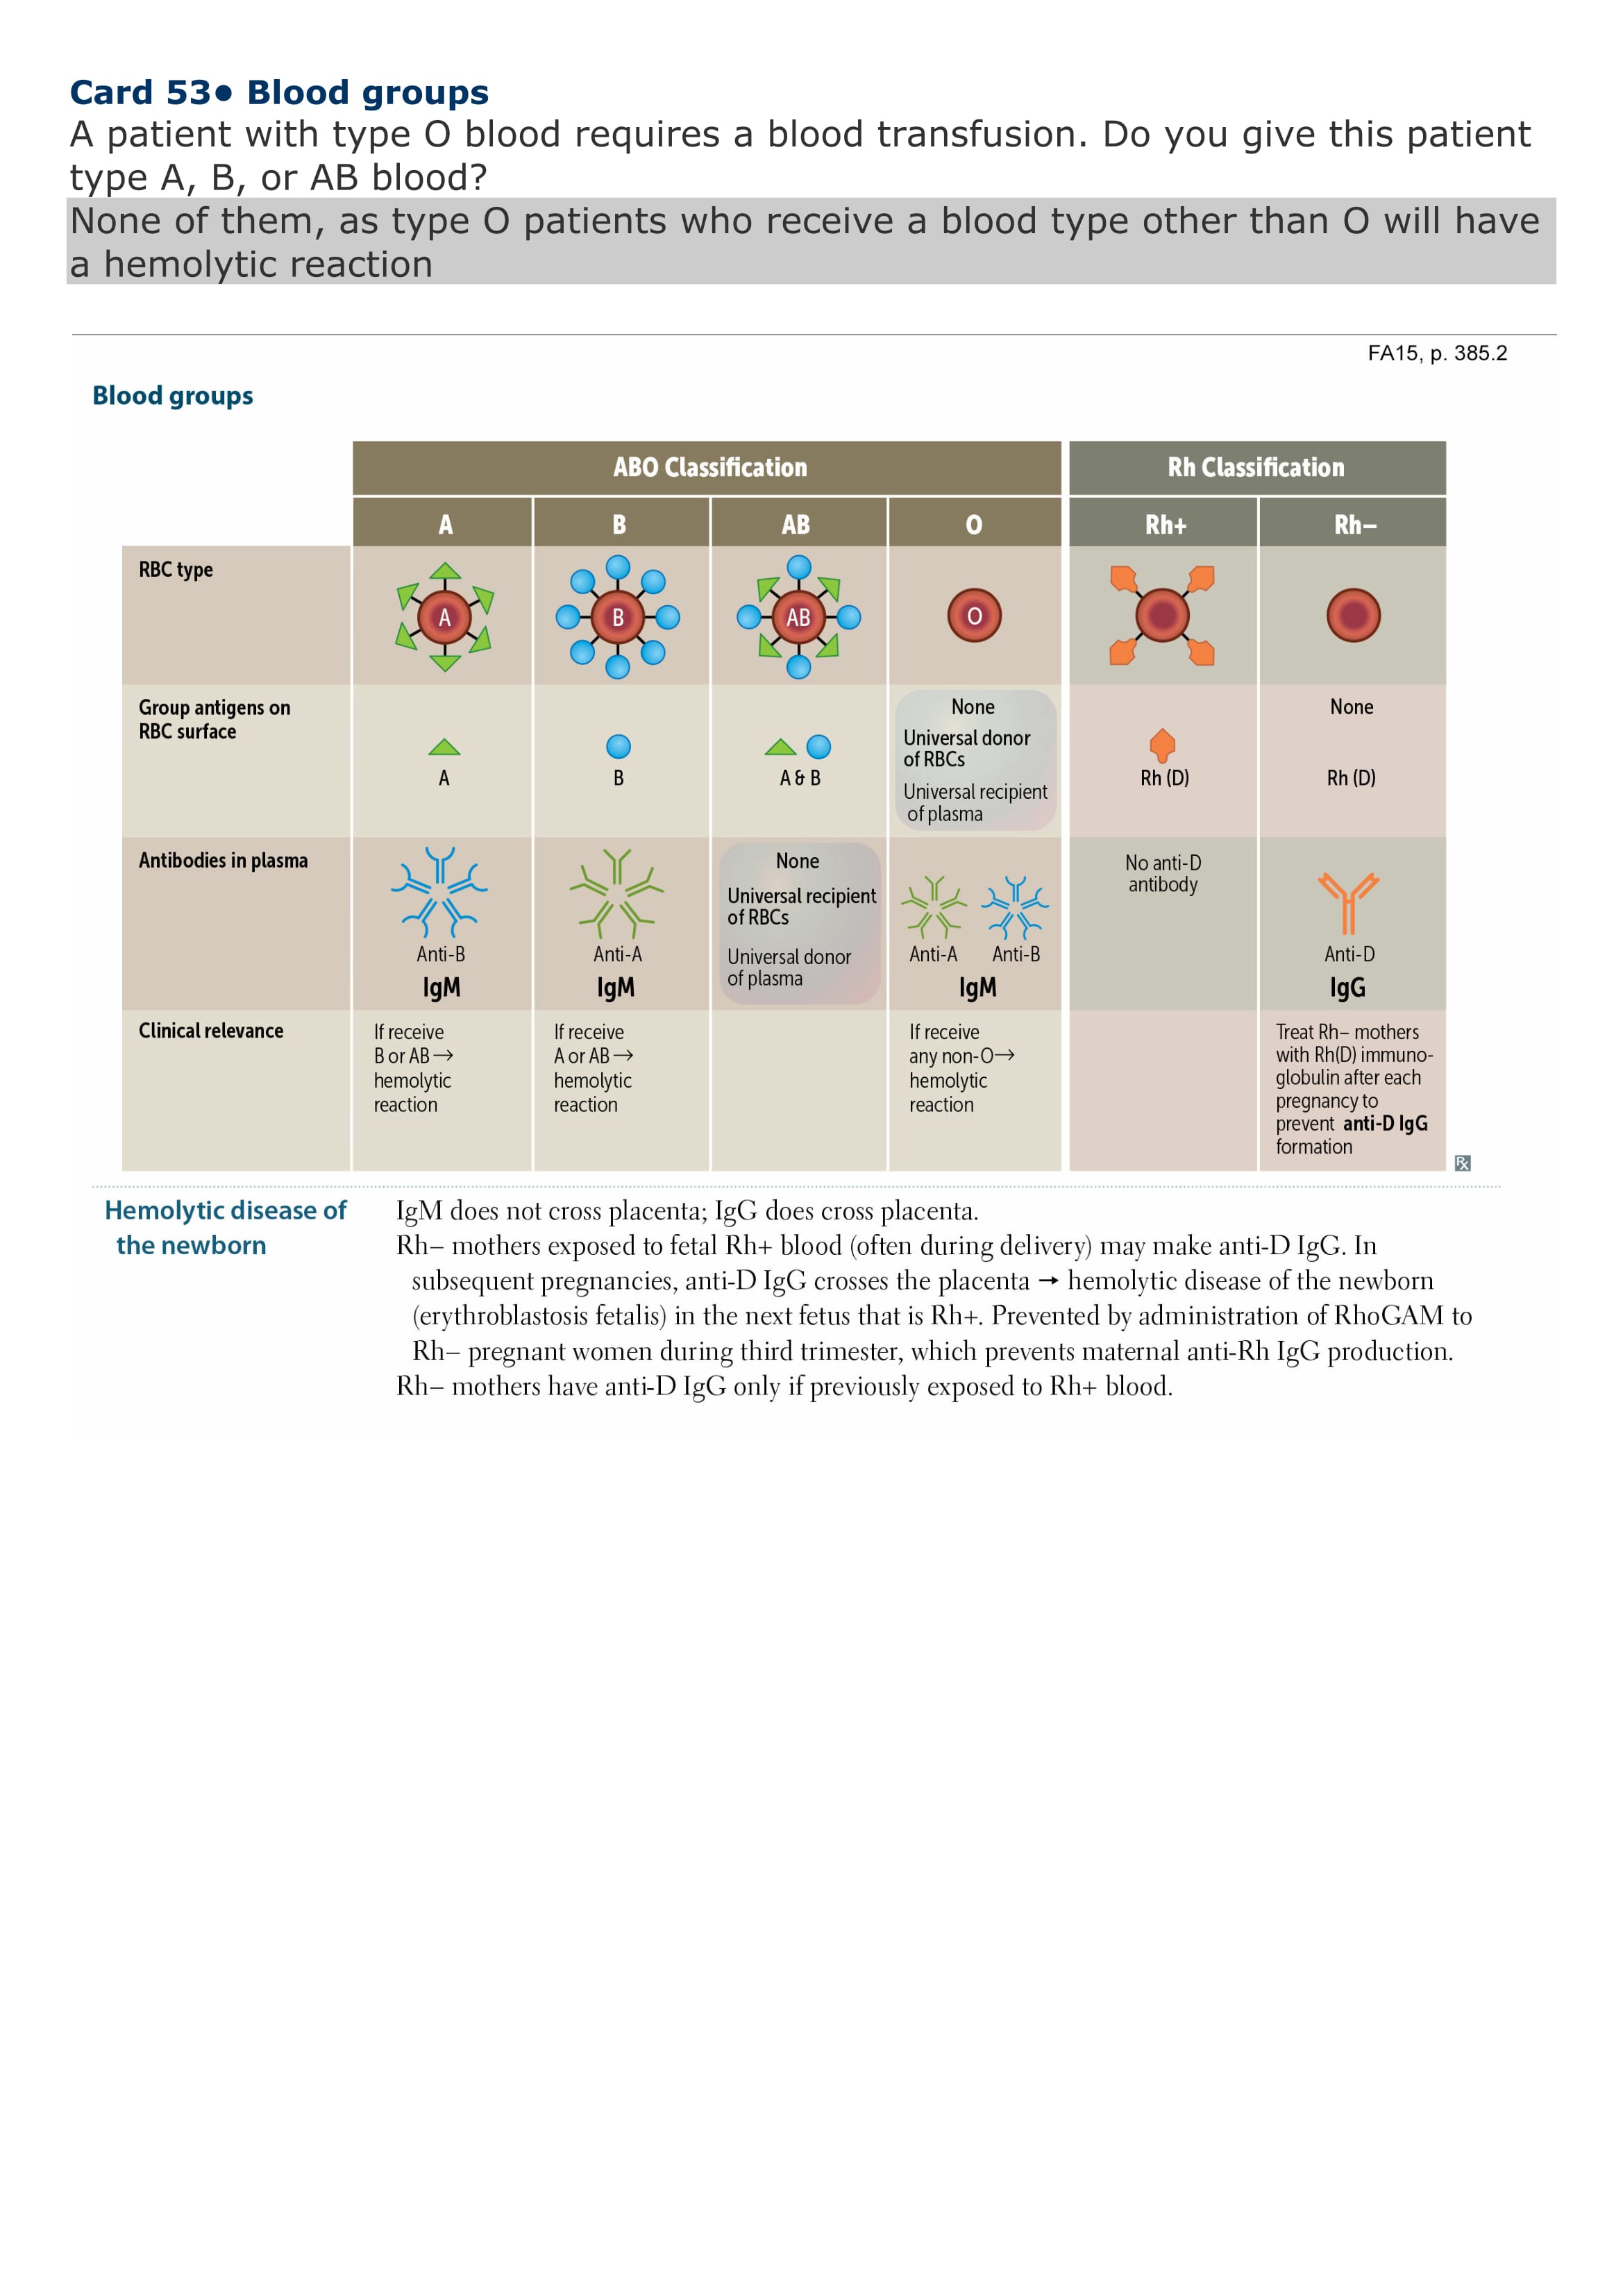 Card 53● Blood groups
A patient with type O blood requires a blood transfusion. Do you give this patient
type A, B, or AB blood?
None of them, as type O patients who receive a blood type other than O will have
a hemolytic reaction
FA15, p. 385.2
Blood groups
ABO Classification
Rh Classification
A
B
AB
O
Rh+
Rh–
RBC type
A
B
AB
O
Group antigens on
RBC surface
A
B
A & B
None
Universal donor
of RBCs
Universal recipient
of plasma
Rh (D)
None
Rh (D)
Antibodies in plasma
Anti-B
IgM
Anti-A
IgM
None
Universal recipient
of RBCs
Universal donor
of plasma
Anti-A Anti-B
IgM
No anti-D
antibody
Anti-D
IgG
Clinical relevance
If receive
B or AB→
hemolytic
reaction
If receive
A or AB→
hemolytic
reaction
If receive
any non-O→
hemolytic
reaction
Treat Rh– mothers
with Rh(D) immuno-
globulin after each
pregnancy to
prevent anti-D IgG
formation
Rx
Hemolytic disease of
the newborn
IgM does not cross placenta; IgG does cross placenta.
Rh– mothers exposed to fetal Rh+ blood (often during delivery) may make anti-D IgG. In
subsequent pregnancies, anti-D IgG crosses the placenta → hemolytic disease of the newborn
(erythroblastosis fetalis) in the next fetus that is Rh+. Prevented by administration of RhoGAM to
Rh– pregnant women during third trimester, which prevents maternal anti-Rh IgG production.
Rh– mothers have anti-D IgG only if previously exposed to Rh+ blood.